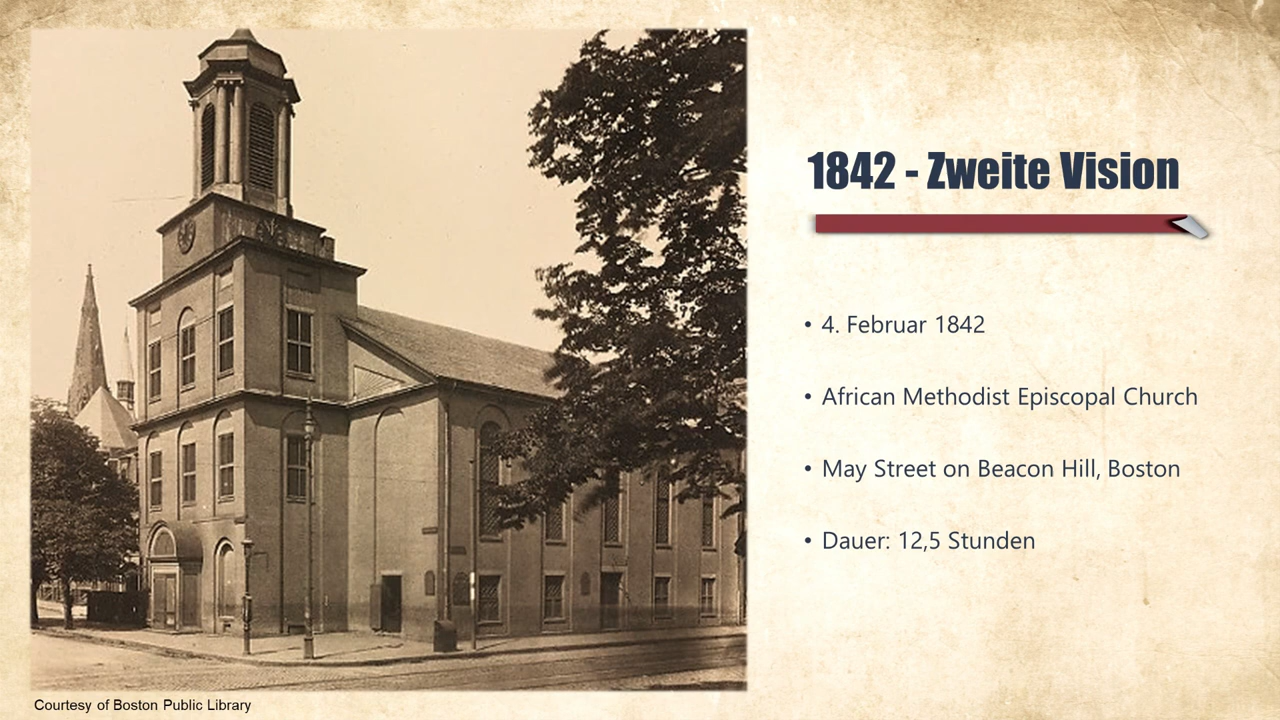 1842 - Zweite Vision
• 4. Februar 1842
• African Methodist Episcopal Church
• May Street on Beacon Hill, Boston
• Dauer: 12,5 Stunden
Courtesy of Boston Public Library